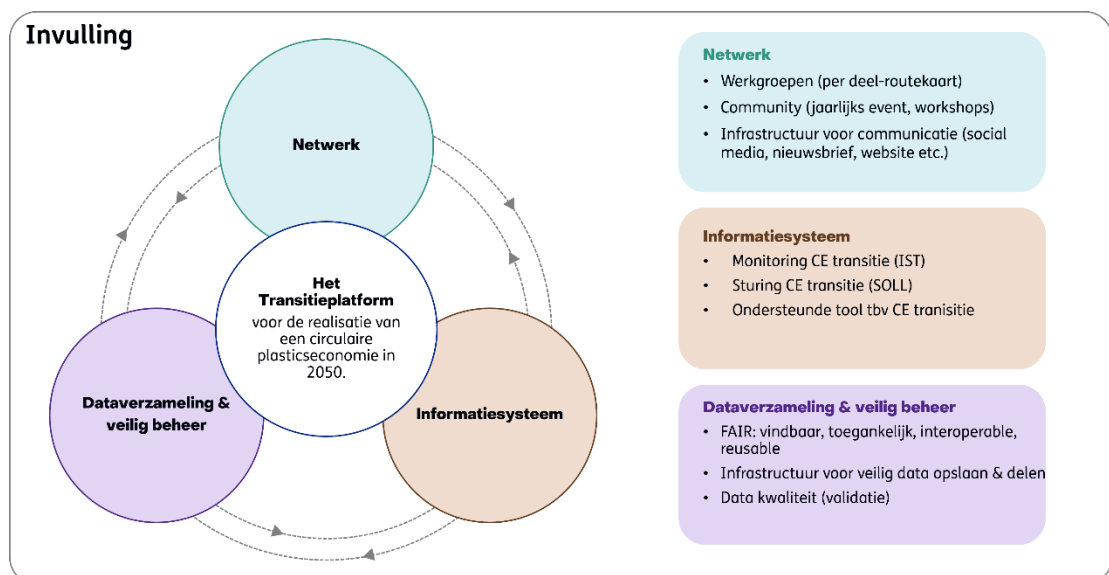 Invulling
Netwerk
Het
Transitieplatform
voor de realisatie van
een circulaire
plasticseconomie in
2050.
Dataverzameling &
veilig beheer
Informatiesysteem
Netwerk
• Werkgroepen (per deel-routekaart)
• Community (jaarlijks event, workshops)
• Infrastructuur voor communicatie (social
media, nieuwsbrief, website etc.)
Informatiesysteem
• Monitoring CE transitie (IST)
• Sturing CE transitie (SOLL)
• Ondersteunde tool tbv CE tranisitie
Dataverzameling & veilig beheer
• FAIR: vindbaar, toegankelijk, interoperable,
reusable
• Infrastructuur voor veilig data opslaan & delen
• Data kwaliteit (validatie)